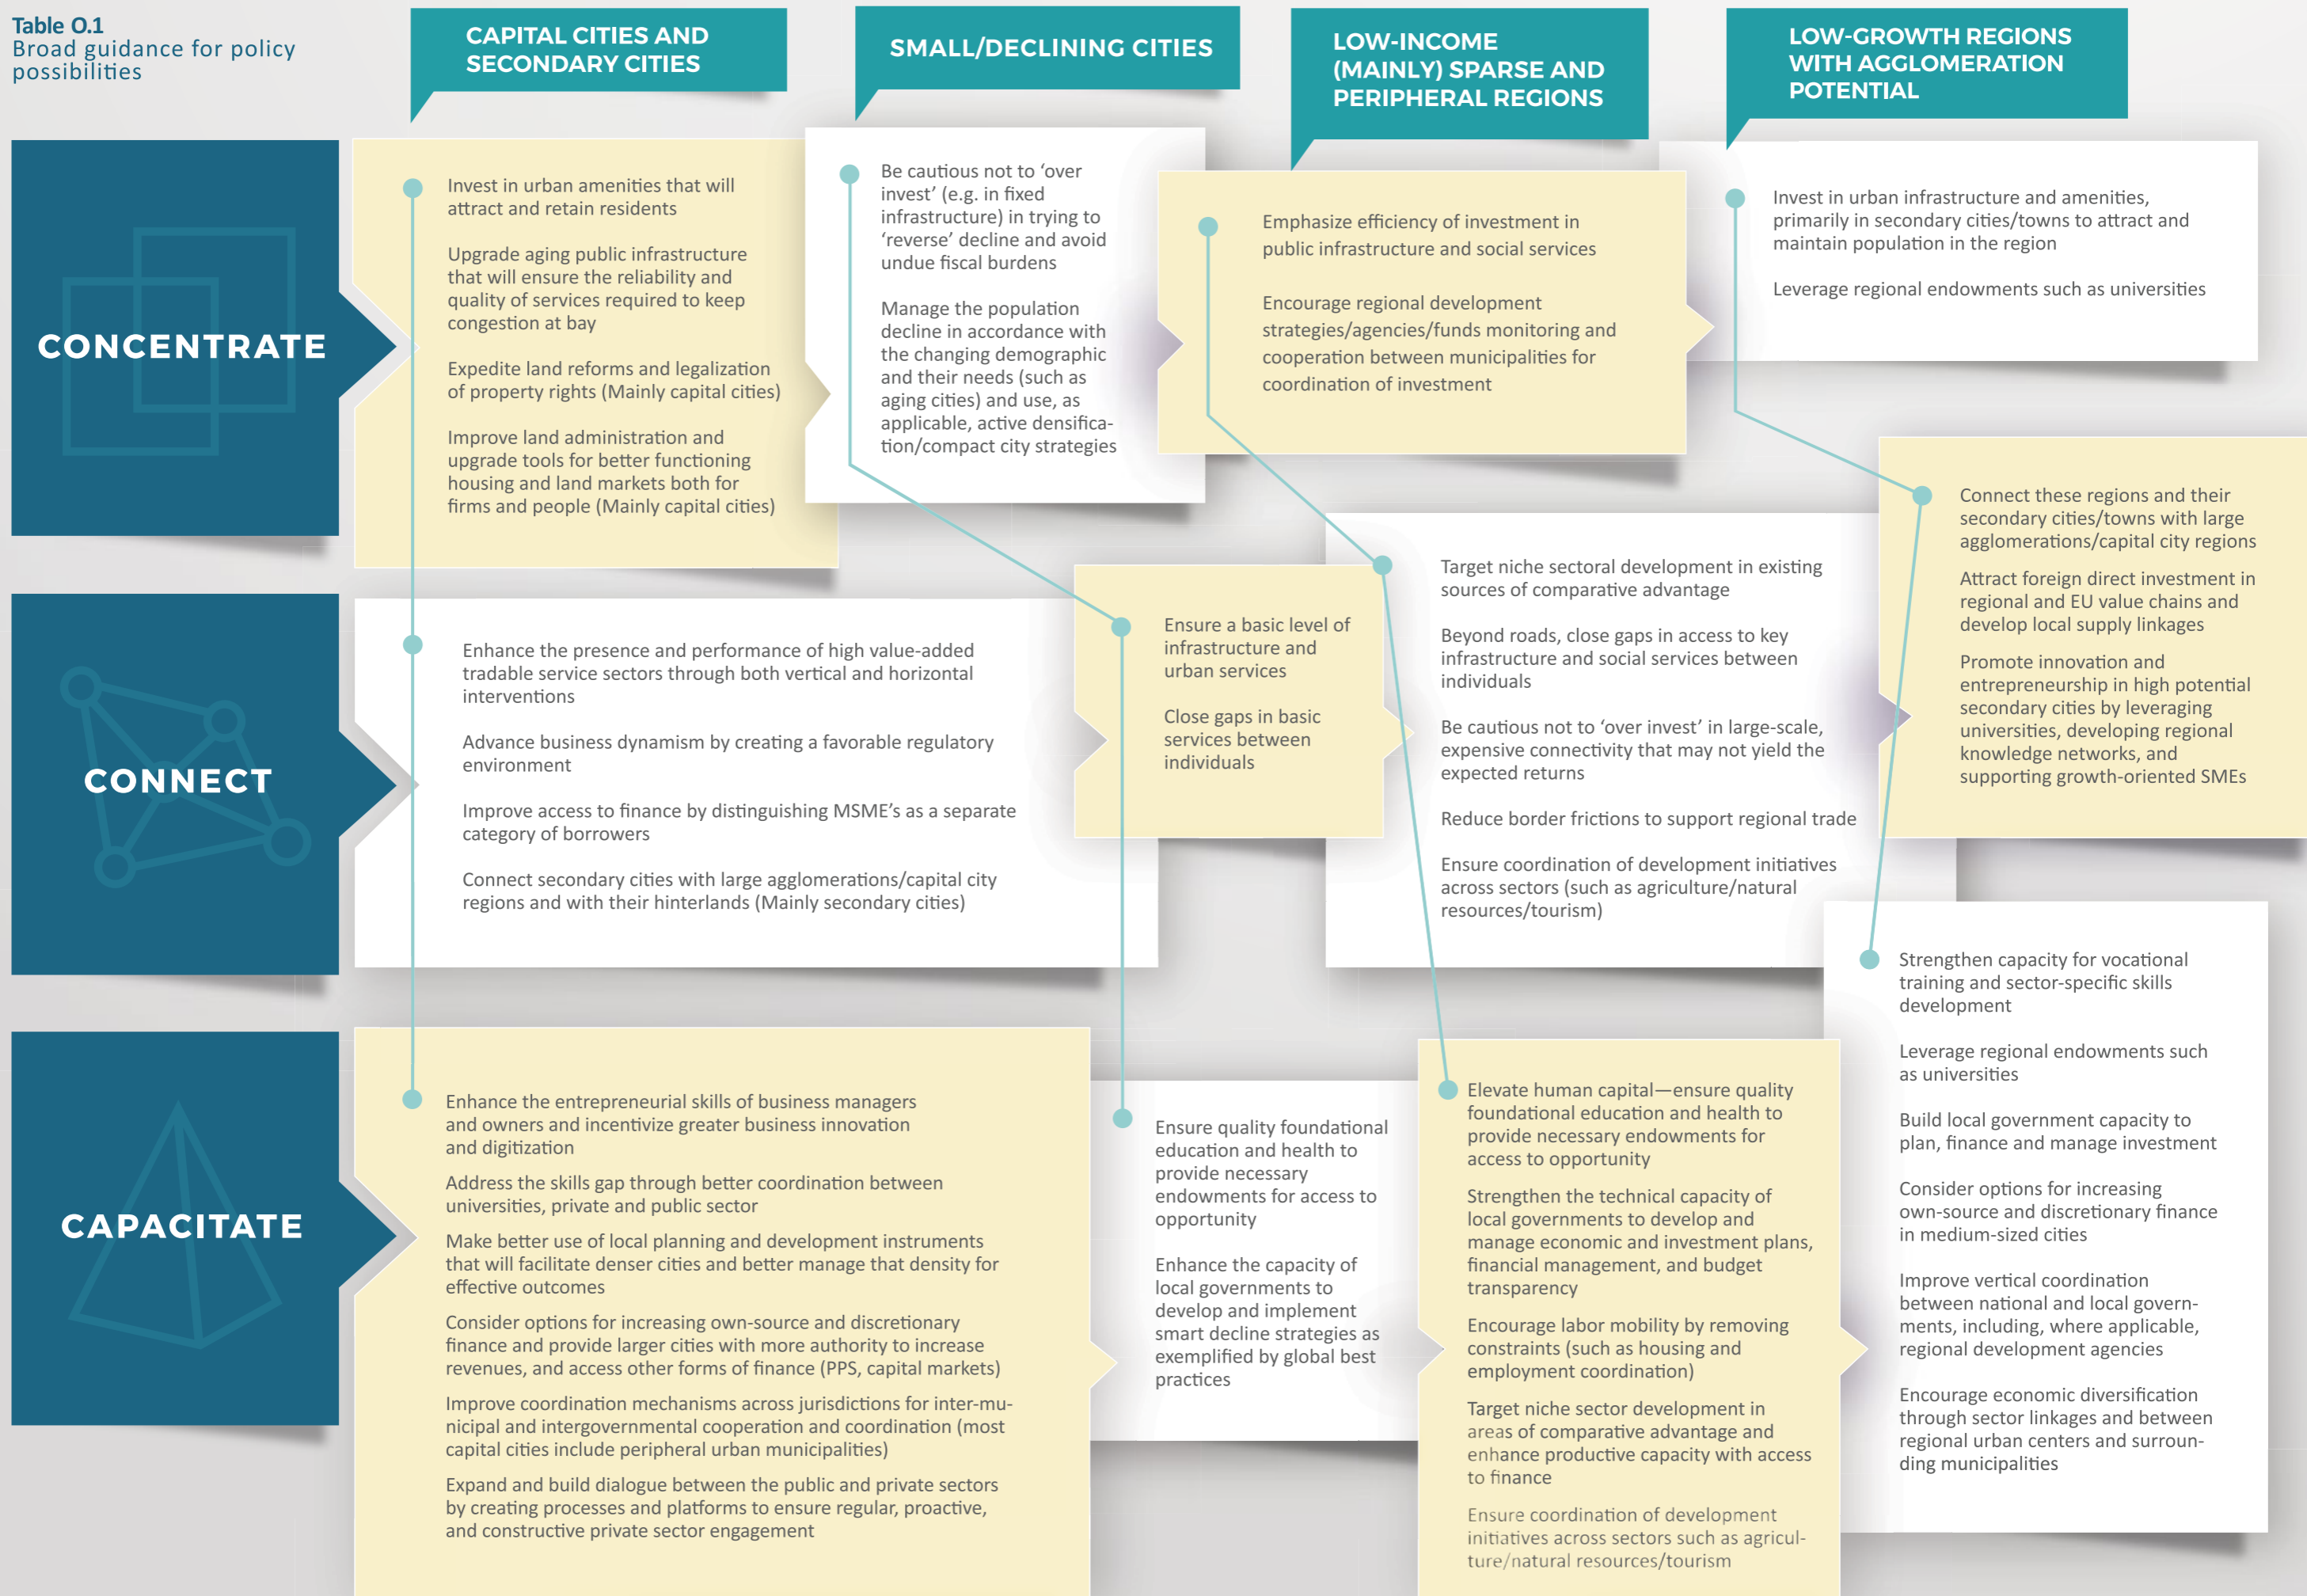 Table O.1
Broad guidance for policy
possibilities
CAPITAL CITIES AND
SECONDARY CITIES
SMALL/DECLINING CITIES
LOW-INCOME
(MAINLY) SPARSE AND
PERIPHERAL REGIONS
LOW-GROWTH REGIONS
WITH AGGLOMERATION
POTENTIAL
CONCENTRATE
Invest in urban amenities that will
attract and retain residents
Upgrade aging public infrastructure
that will ensure the reliability and
quality of services required to keep
congestion at bay
Expedite land reforms and legalization
of property rights (Mainly capital cities)
Improve land administration and
upgrade tools for better functioning
housing and land markets both for
firms and people (Mainly capital cities)
Be cautious not to ‘over
invest’ (e.g. in fixed
infrastructure) in trying to
‘reverse’ decline and avoid
undue fiscal burdens
Manage the population
decline in accordance with
the changing demographic
and their needs (such as
aging cities) and use, as
applicable, active densifica-
tion/compact city strategies
Emphasize efficiency of investment in
public infrastructure and social services
Encourage regional development
strategies/agencies/funds monitoring and
cooperation between municipalities for
coordination of investment
Invest in urban infrastructure and amenities,
primarily in secondary cities/towns to attract and
maintain population in the region
Leverage regional endowments such as universities
CONNECT
Enhance the presence and performance of high value-added
tradable service sectors through both vertical and horizontal
interventions
Advance business dynamism by creating a favorable regulatory
environment
Improve access to finance by distinguishing MSME's as a separate
category of borrowers
Connect secondary cities with large agglomerations/capital city
regions and with their hinterlands (Mainly secondary cities)
Ensure a basic level of
infrastructure and
urban services
Close gaps in basic
services between
individuals
Target niche sectoral development in existing
sources of comparative advantage
Beyond roads, close gaps in access to key
infrastructure and social services between
individuals
Be cautious not to ‘over invest’ in large-scale,
expensive connectivity that may not yield the
expected returns
Reduce border frictions to support regional trade
Ensure coordination of development initiatives
across sectors (such as agriculture/natural
resources/tourism)
Connect these regions and their
secondary cities/towns with large
agglomerations/capital city regions
Attract foreign direct investment in
regional and EU value chains and
develop local supply linkages
Promote innovation and
entrepreneurship in high potential
secondary cities by leveraging
universities, developing regional
knowledge networks, and
supporting growth-oriented SMEs
CAPACITATE
Enhance the entrepreneurial skills of business managers
and owners and incentivize greater business innovation
and digitization
Address the skills gap through better coordination between
universities, private and public sector
Make better use of local planning and development instruments
that will facilitate denser cities and better manage that density for
effective outcomes
Consider options for increasing own-source and discretionary
finance and provide larger cities with more authority to increase
revenues, and access other forms of finance (PPS, capital markets)
Improve coordination mechanisms across jurisdictions for inter-mu-
nicipal and intergovernmental cooperation and coordination (most
capital cities include peripheral urban municipalities)
Expand and build dialogue between the public and private sectors
by creating processes and platforms to ensure regular, proactive,
and constructive private sector engagement
Ensure quality foundational
education and health to
provide necessary
endowments for access to
opportunity
Enhance the capacity of
local governments to
develop and implement
smart decline strategies as
exemplified by global best
practices
Elevate human capital—ensure quality
foundational education and health to
provide necessary endowments for
access to opportunity
Strengthen the technical capacity of
local governments to develop and
manage economic and investment plans,
financial management, and budget
transparency
Encourage labor mobility by removing
constraints (such as housing and
employment coordination)
Target niche sector development in
areas of comparative advantage and
enhance productive capacity with access
to finance
Ensure coordination of development
initiatives across sectors such as agricul-
ture/natural resources/tourism
Strengthen capacity for vocational
training and sector-specific skills
development
Leverage regional endowments such
as universities
Build local government capacity to
plan, finance and manage investment
Consider options for increasing
own-source and discretionary finance
in medium-sized cities
Improve vertical coordination
between national and local govern-
ments, including, where applicable,
regional development agencies
Encourage economic diversification
through sector linkages and between
regional urban centers and surroun-
ding municipalities